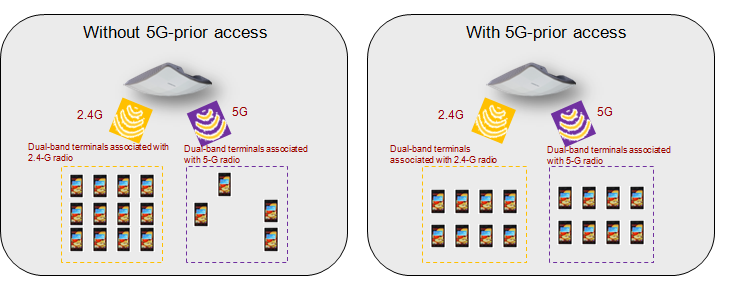 Without 5G-prior access
2.4G
5G
Dual-band terminals associated with
2.4-G radio
Dual-band terminals associated
with 5-G radio
With 5G-prior access
2.4G
5G
Dual-band terminals
associated with 2.4-G radio
Dual-band terminals associated
with 5-G radio